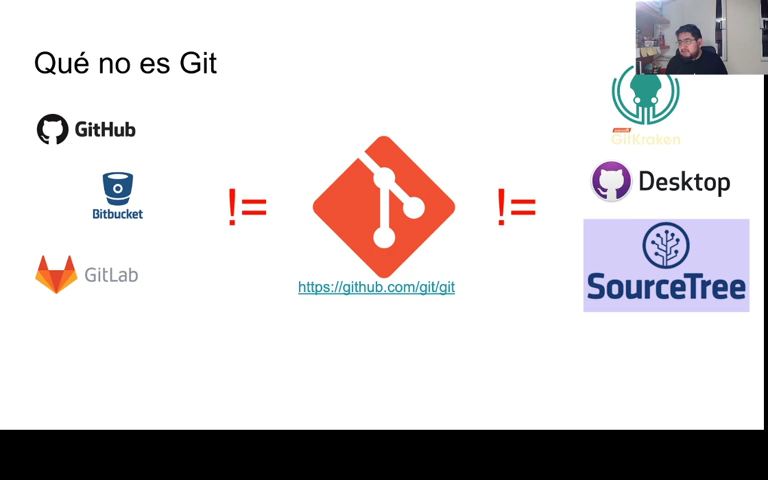 Qué no es Git
GitHub
Bitbucket
GitLab
!=
https://github.com/git/git
!=
GitKraken
Desktop
SourceTree